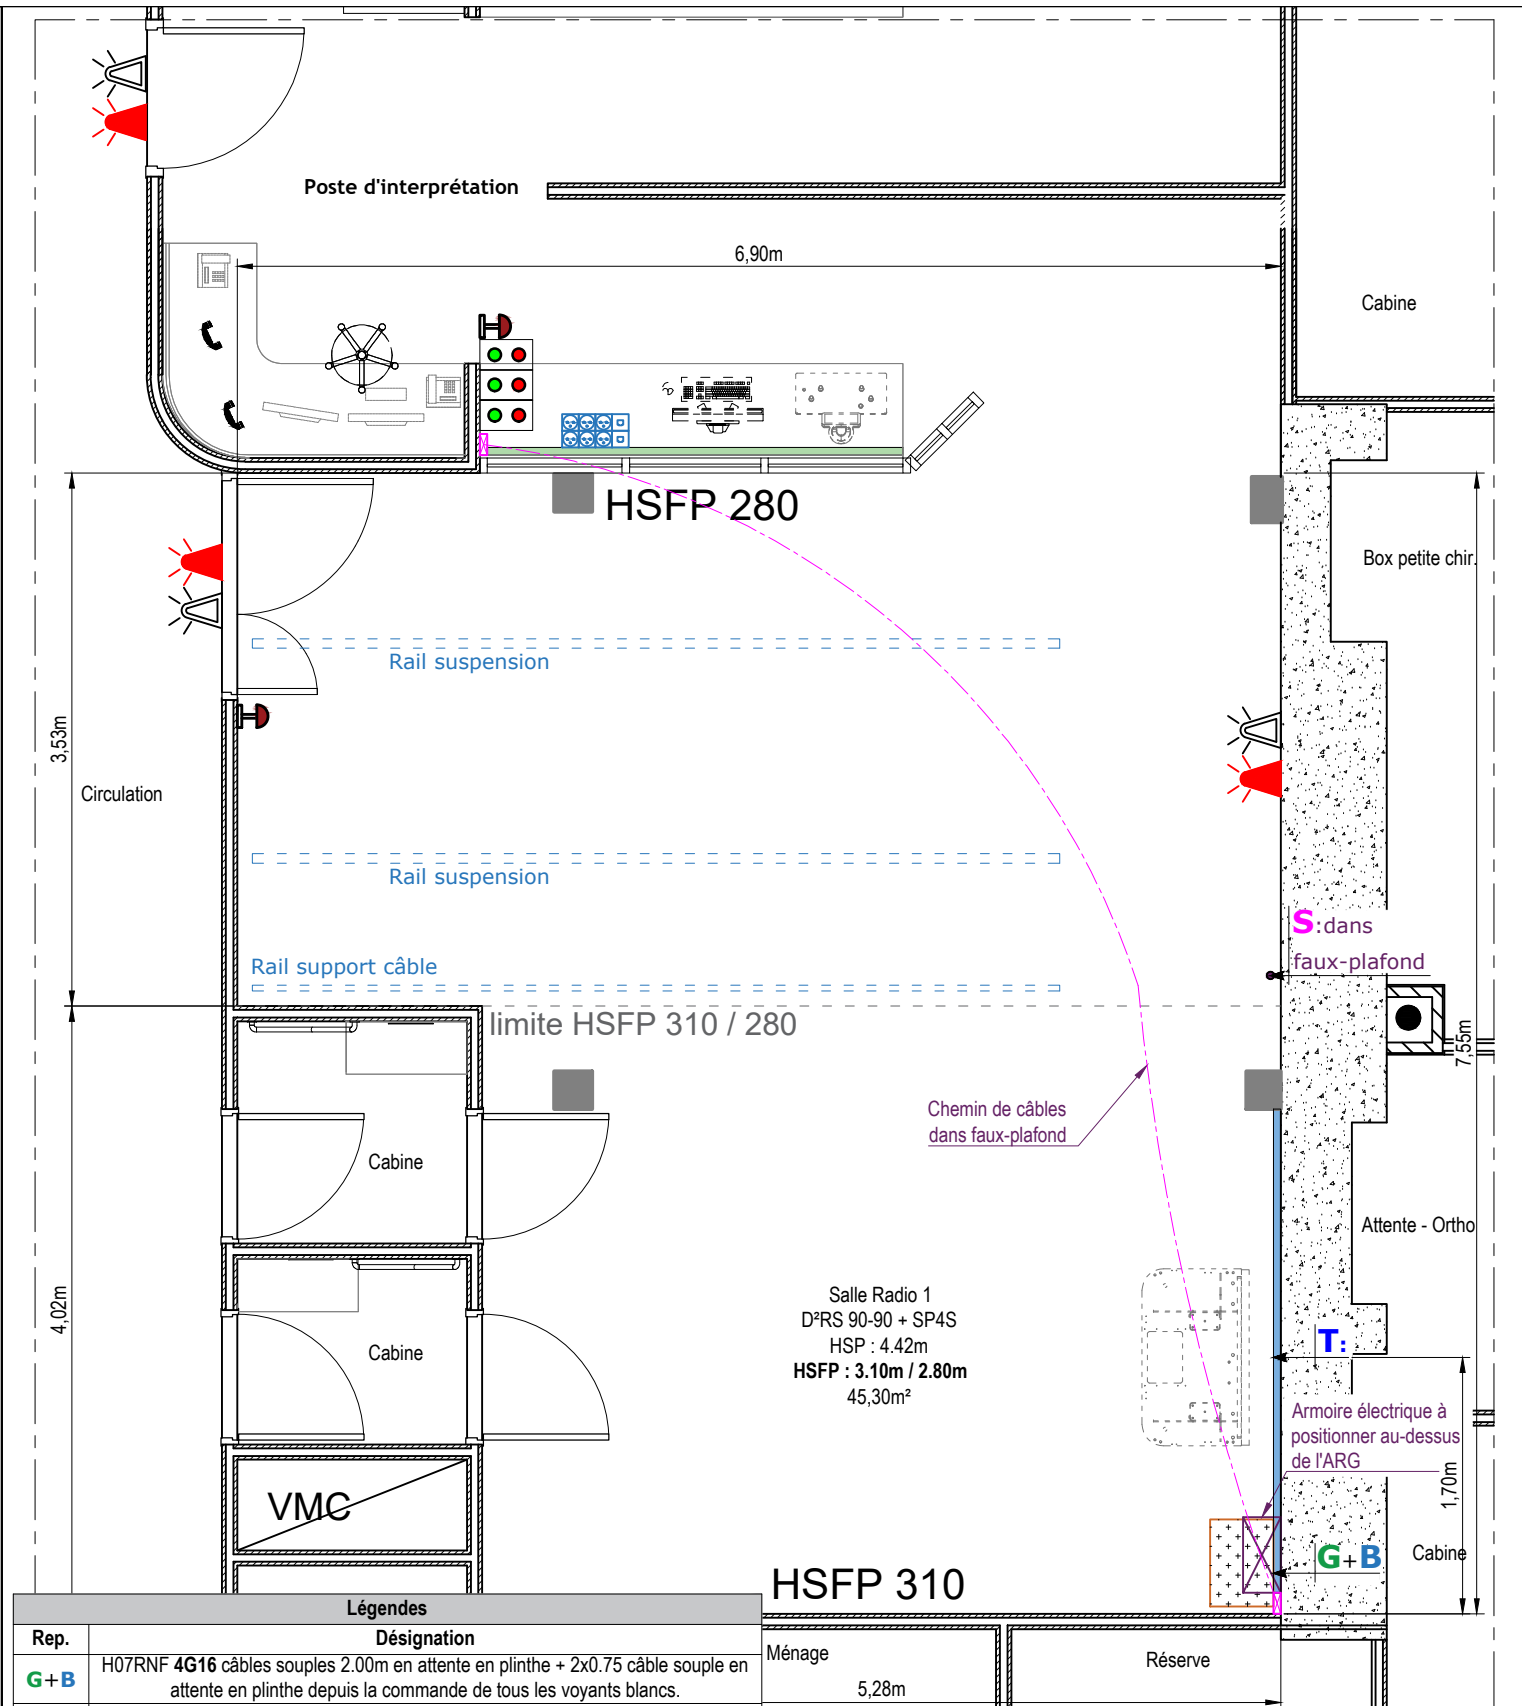 Poste d'interprétation
6,90m
Cabine
HSFP 280
Box petite chir.
Rail suspension
3,53m
Circulation
Rail suspension
S:dans
faux-plafond
Rail support câble
limite HSFP 310 / 280
7,55m
Chemin de câbles
dans faux-plafond
Cabine
Attente - Ortho
4,02m
Salle Radio 1
D²RS 90-90 + SP4S
HSP : 4.42m
HSFP : 3.10m / 2.80m
45,30m²
T:
Cabine
Armoire électrique à
positionner au-dessus
de l'ARG
1,70m
VMC
G+B
Cabine
HSFP 310
Légendes
Rep.
Désignation
G+B
H07RNF 4G16 câbles souples 2.00m en attente en plinthe + 2x0.75 câble souple en
attente en plinthe depuis la commande de tous les voyants blancs.
Ménage
Réserve
5,28m